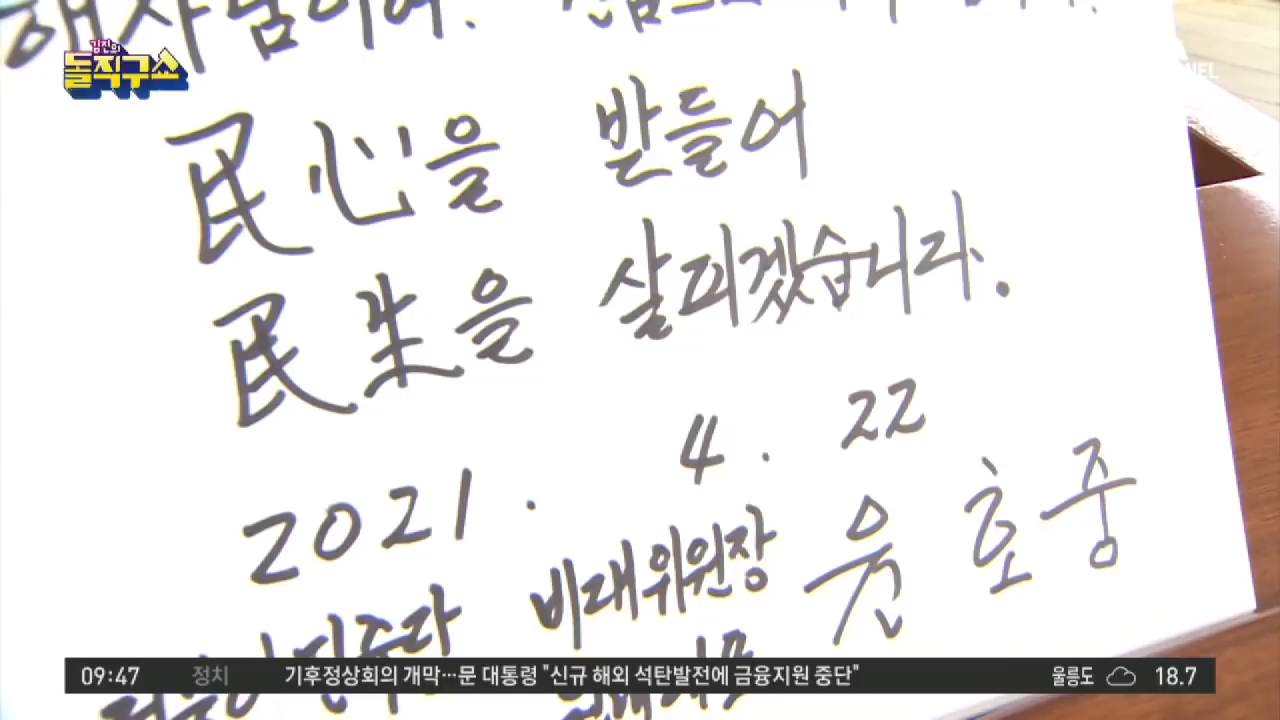 김진의
돌직구쇼
民心을 받들어
民生을 살피겠습니다.
2021. 4. 22
비대위원장 윤호중
09:47 정치 기후정상회의 개막…문 대통령 "신규 해외 석탄발전에 금융지원 중단" 울릉도 18.7